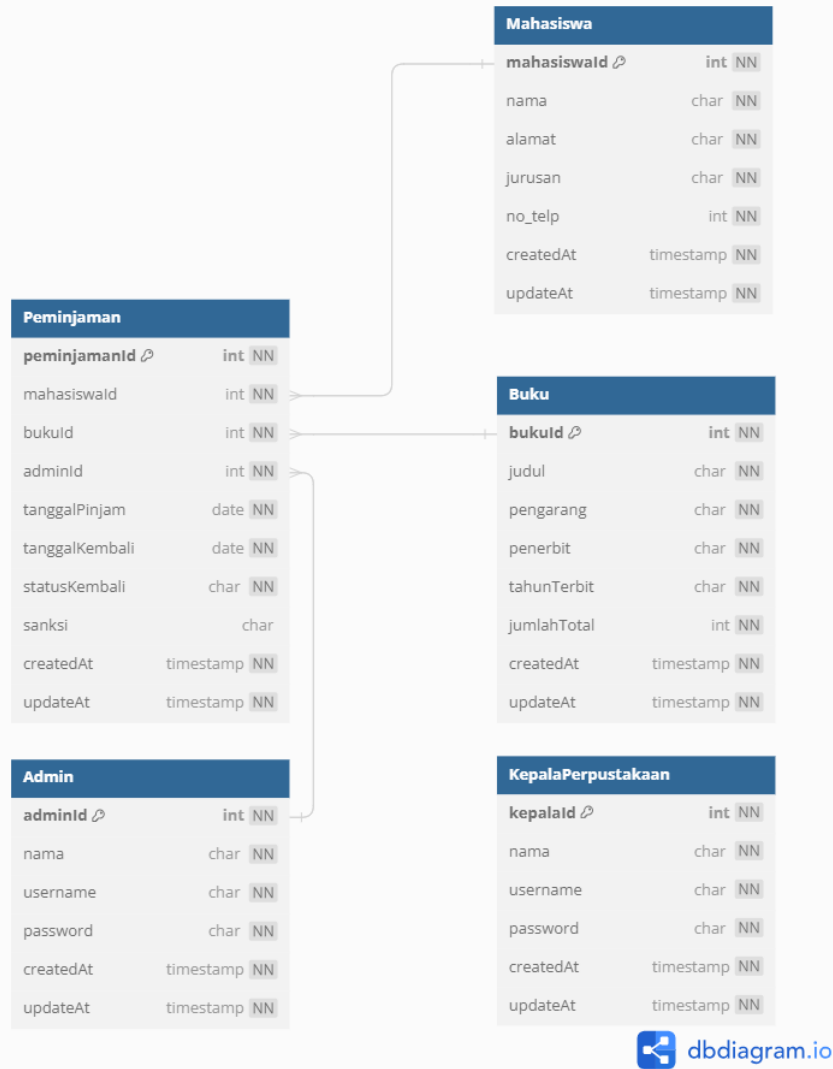 Mahasiswa
mahasiswaId int NN
nama char NN
alamat char NN
jurusan char NN
no_telp int NN
createdAt timestamp NN
updateAt timestamp NN
Peminjaman
peminjamanId int NN
mahasiswaId int NN
bukuId int NN
adminId int NN
tanggalPinjam date NN
tanggalKembali date NN
statusKembali char NN
sanksi char
createdAt timestamp NN
updateAt timestamp NN
Buku
bukuId int NN
judul char NN
pengarang char NN
penerbit char NN
tahunTerbit char NN
jumlahTotal int NN
createdAt timestamp NN
updateAt timestamp NN
Admin
adminId int NN
nama char NN
username char NN
password char NN
createdAt timestamp NN
updateAt timestamp NN
KepalaPerpustakaan
kepalaId int NN
nama char NN
username char NN
password char NN
createdAt timestamp NN
updateAt timestamp NN
dbdiagram.io